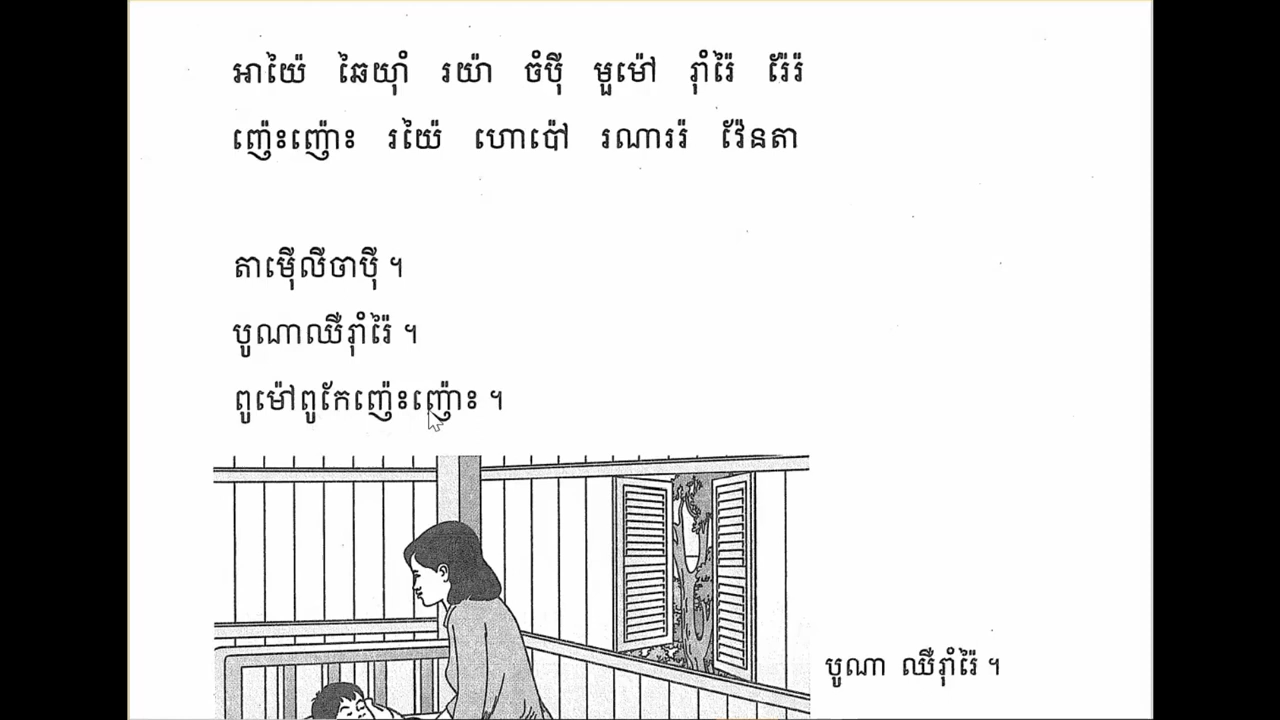 អាយ៉ៃ ឆៃយ៉ាំ រយ៉ា ចំប៉ី មួម៉ៅ រ៉ាំរ៉ៃ រ៉ែរ៉
ញ៉េះញ៉ោះ រយ៉ៃ ហោប៉ៅ រណាររ៉ វ៉ែនតា
តាម៉ើលីចាប៉ី ។
បូណាឈឺរ៉ាំរ៉ៃ ។
ពូម៉ៅពូកែញ៉េះញ៉ោះ ។
បូណា ឈឺរ៉ាំរ៉ៃ ។